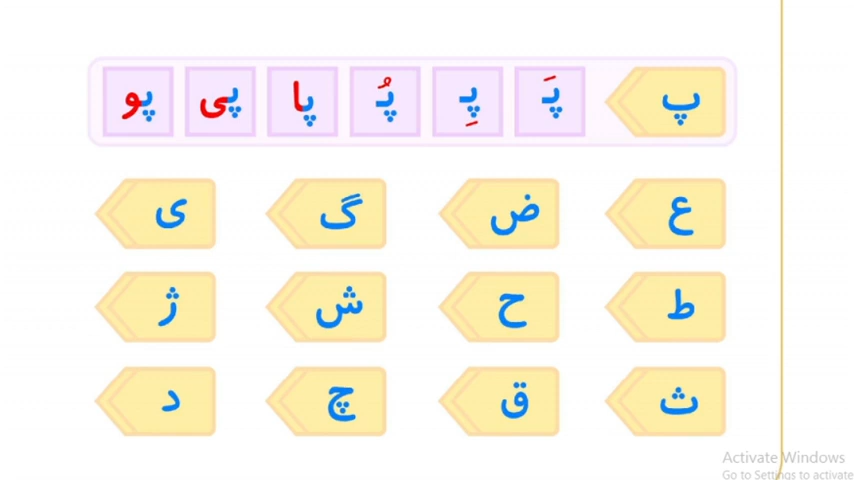 پ پَـ پِـ پُـ پا پی پو
ع ض گ ی
ط ح ش ژ
ث ق چ د
Activate Windows
Go to Settings to activate